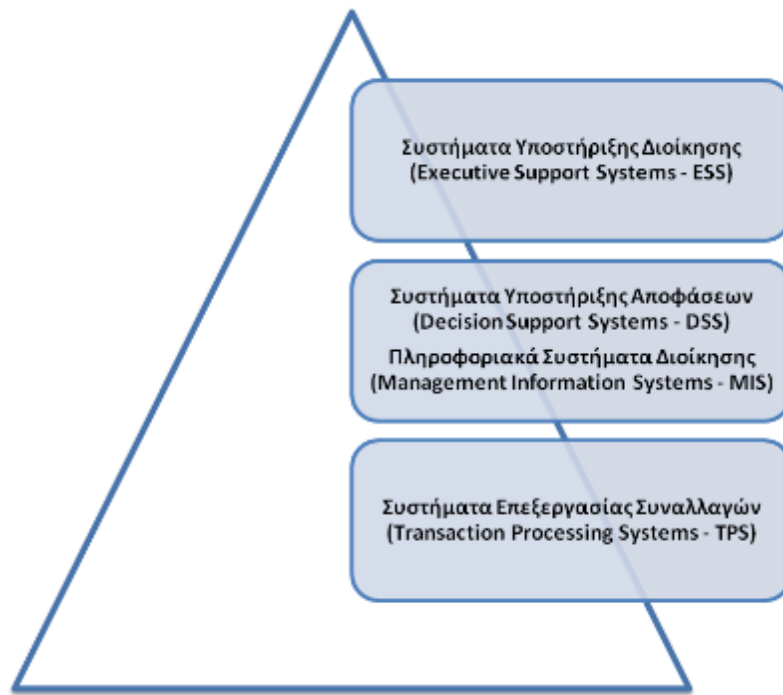 Συστήματα Υποστήριξης Διοίκησης
(Executive Support Systems - ESS)
Συστήματα Υποστήριξης Αποφάσεων
(Decision Support Systems - DSS)
Πληροφοριακά Συστήματα Διοίκησης
(Management Information Systems - MIS)
Συστήματα Επεξεργασίας Συναλλαγών
(Transaction Processing Systems - TPS)